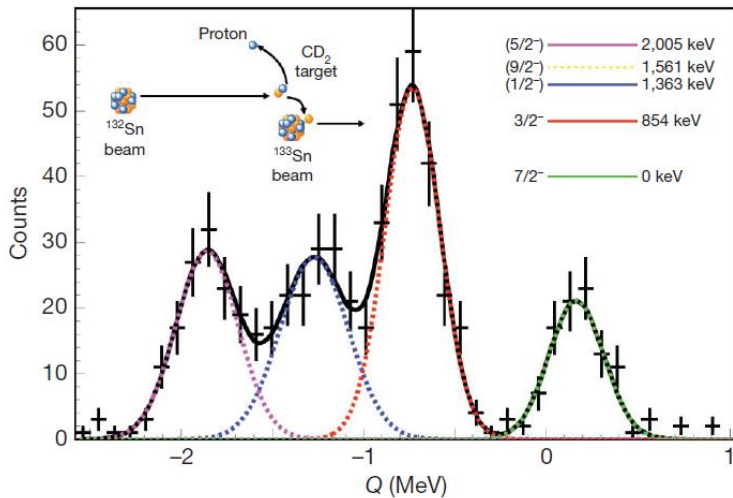 60
50
40
30
20
10
0
Counts
−2
−1
0
1
Q (MeV)
Proton
CD2
target
132Sn
beam
133Sn
beam
(5/2−) 2,005 keV
(9/2−) 1,561 keV
(1/2−) 1,363 keV
3/2− 854 keV
7/2− 0 keV